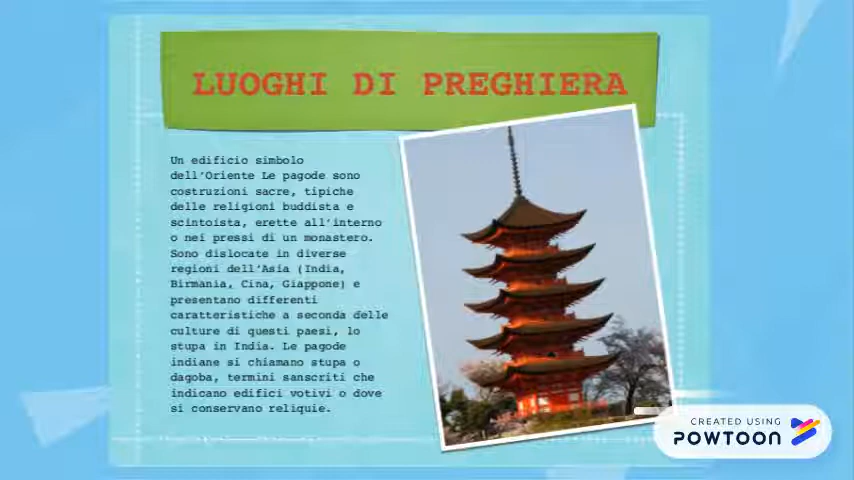 LUOGHI DI PREGHIERA
Un edificio simbolo
dell'Oriente Le pagode sono
costruzioni sacre, tipiche
delle religioni buddista e
scintoista, erette all'interno
o nei pressi di un monastero.
Sono dislocate in diverse
regioni dell'Asia (India,
Birmania, Cina, Giappone) e
presentano differenti
caratteristiche a seconda delle
culture di questi paesi, lo
stupa in India. Le pagode
indiane si chiamano stupa o
dagoba, termini sanscriti che
indicano edifici votivi o dove
si conservano reliquie.
CREATED USING
POWTOON